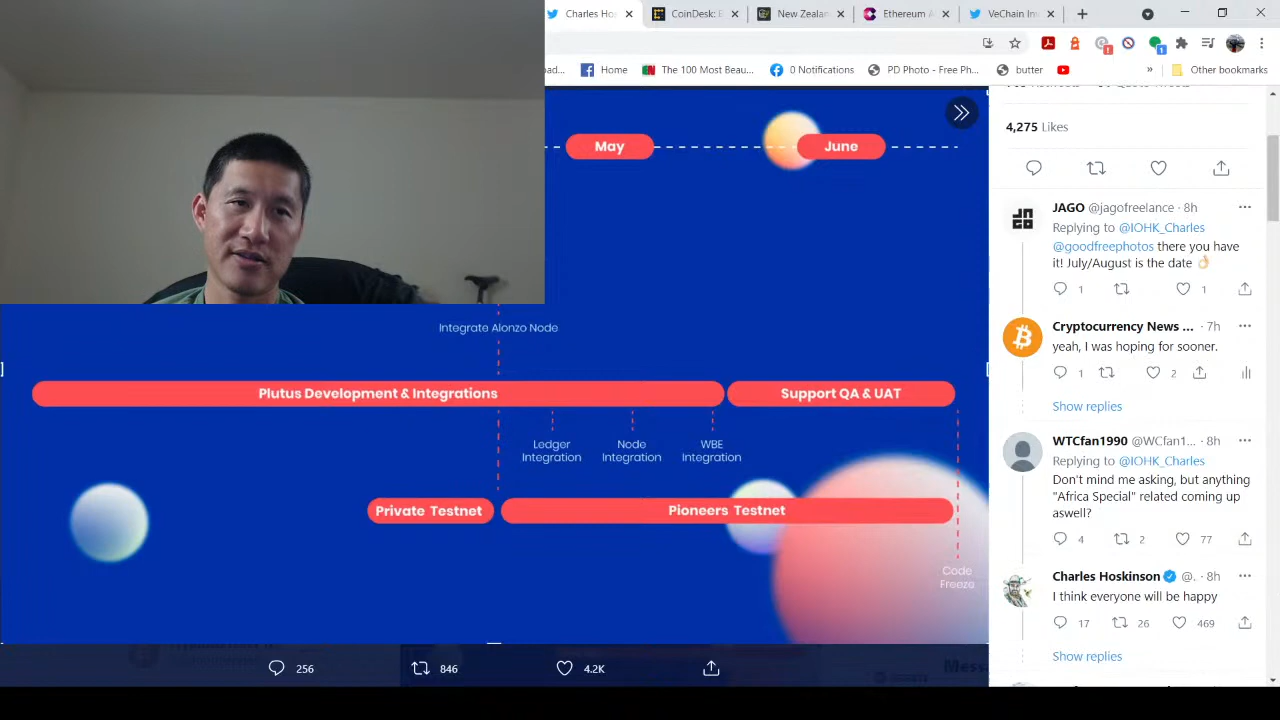 Charles Hos
CoinDesk: B
New Zealan
Ethereum A
VeChain Inv
Home
The 100 Most Beau...
0 Notifications
PD Photo - Free Ph...
butter
»
Other bookmarks
May
June
Integrate Alonzo Node
Plutus Development & Integrations
Support QA & UAT
Ledger
Integration
Node
Integration
WBE
Integration
Private Testnet
Pioneers Testnet
Code
Freeze
256
846
4.2K
4,275 Likes
JAGO @jagofreelance · 8h
Replying to @IOHK_Charles
@goodfreephotos there you have
it! July/August is the date 👌🏻
1
1
Cryptocurrency News ... · 7h
yeah, I was hoping for sooner.
1
2
Show replies
WTCfan1990 @WCfan1... · 8h
Replying to @IOHK_Charles
Don't mind me asking, but anything
"Africa Special" related coming up
aswell?
4
2
77
Charles Hoskinson @. · 8h
I think everyone will be happy
17
26
469
Show replies